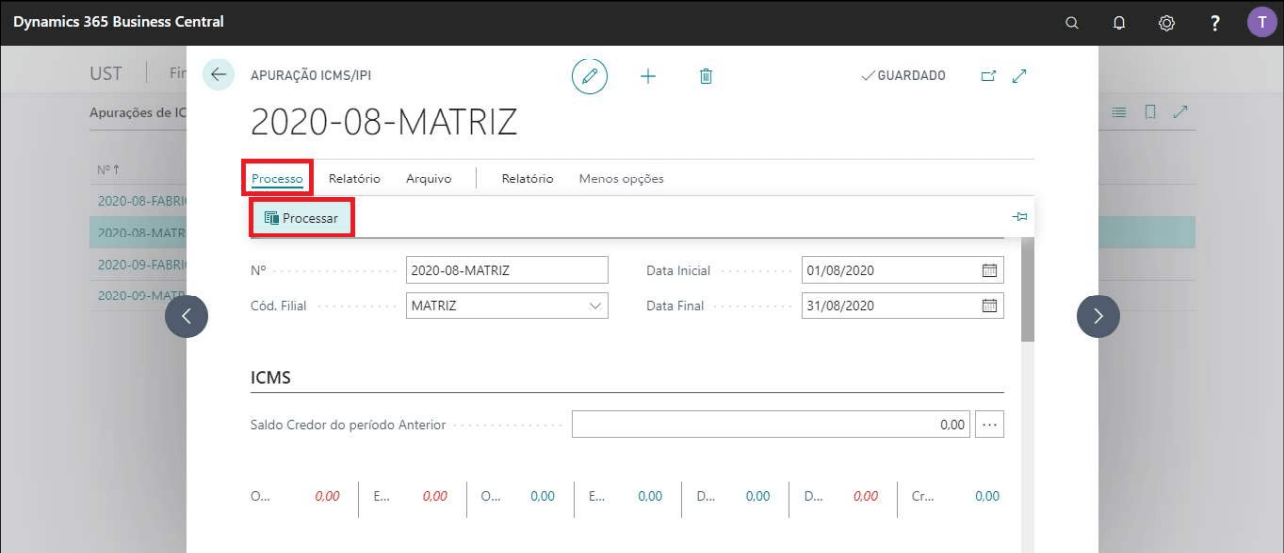 Dynamics 365 Business Central
?
T
UST
Fir
APURAÇÃO ICMS/IPI
GUARDADO
Apurações de IC
2020-08-MATRIZ
Nº ↑
Processo Relatório Arquivo Relatório Menos opções
2020-08-FABRI
Processar
2020-08-MATR
2020-09-FABRI
Nº 2020-08-MATRIZ Data Inicial 01/08/2020
2020-09-MATR
Cód. Filial MATRIZ Data Final 31/08/2020
ICMS
Saldo Credor do período Anterior 0,00 ...
O... 0,00 E... 0,00 O... 0,00 E... 0,00 D... 0,00 D... 0,00 Cr... 0,00